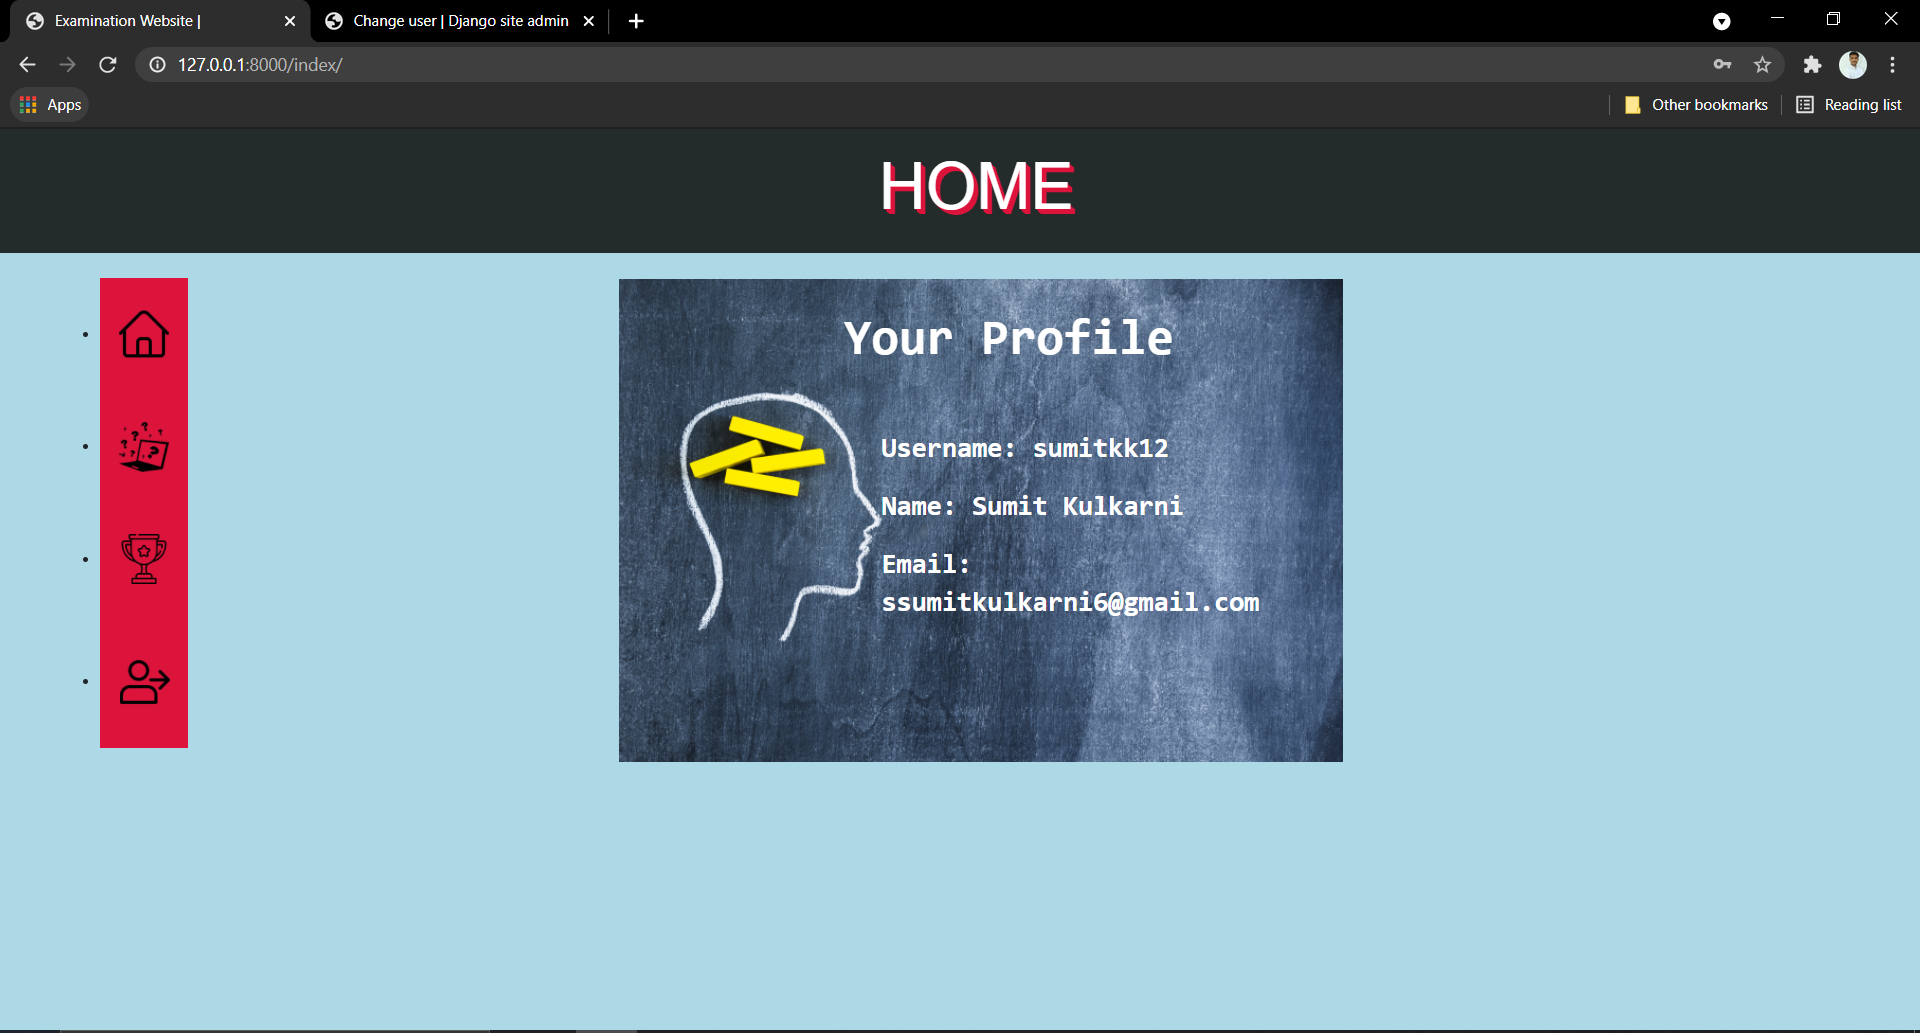 Examination Website |
Change user | Django site admin
127.0.0.1:8000/index/
Apps
Other bookmarks
Reading list
HOME
Your Profile
Username: sumitkk12
Name: Sumit Kulkarni
Email:
ssumitkulkarni6@gmail.com